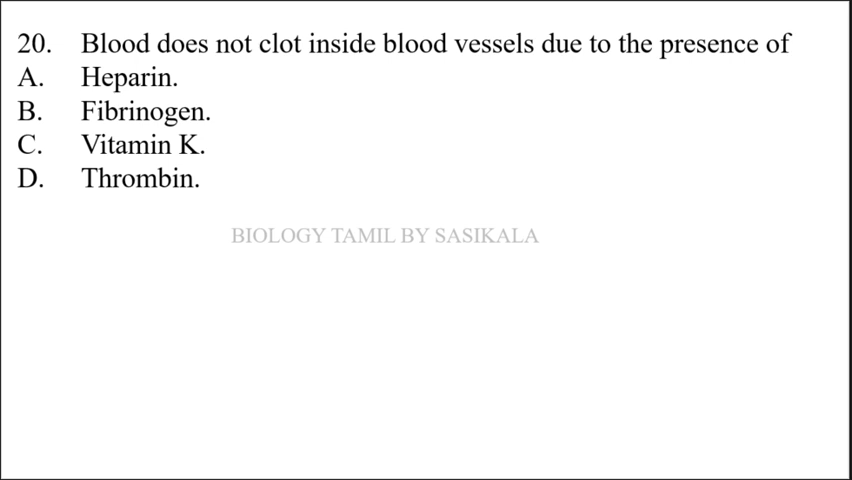 20. Blood does not clot inside blood vessels due to the presence of
A. Heparin.
B. Fibrinogen.
C. Vitamin K.
D. Thrombin.
BIOLOGY TAMIL BY SASIKALA